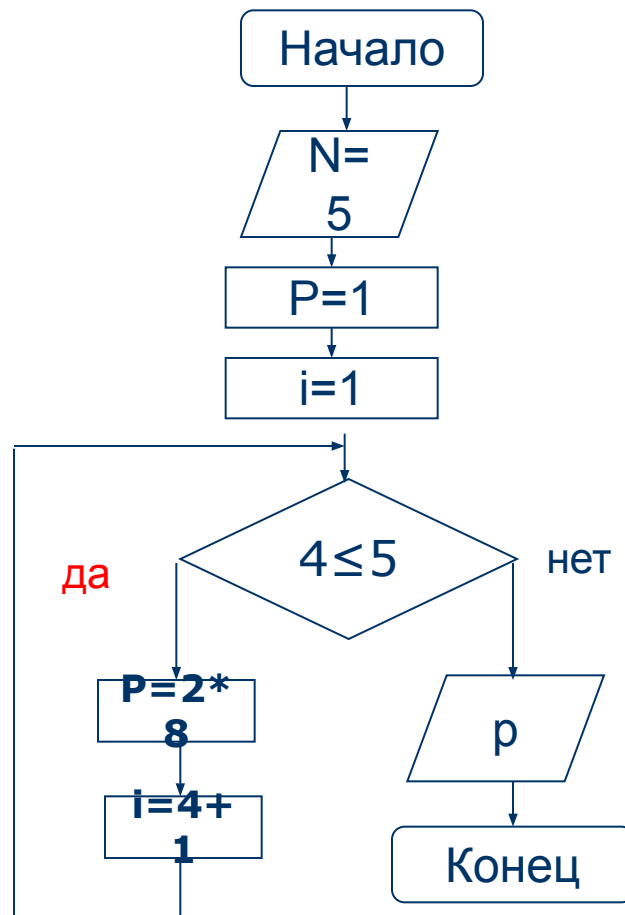 Начало
N=
5
P=1
i=1
4≤5
да
нет
P=2*
8
p
i=4+
1
Конец